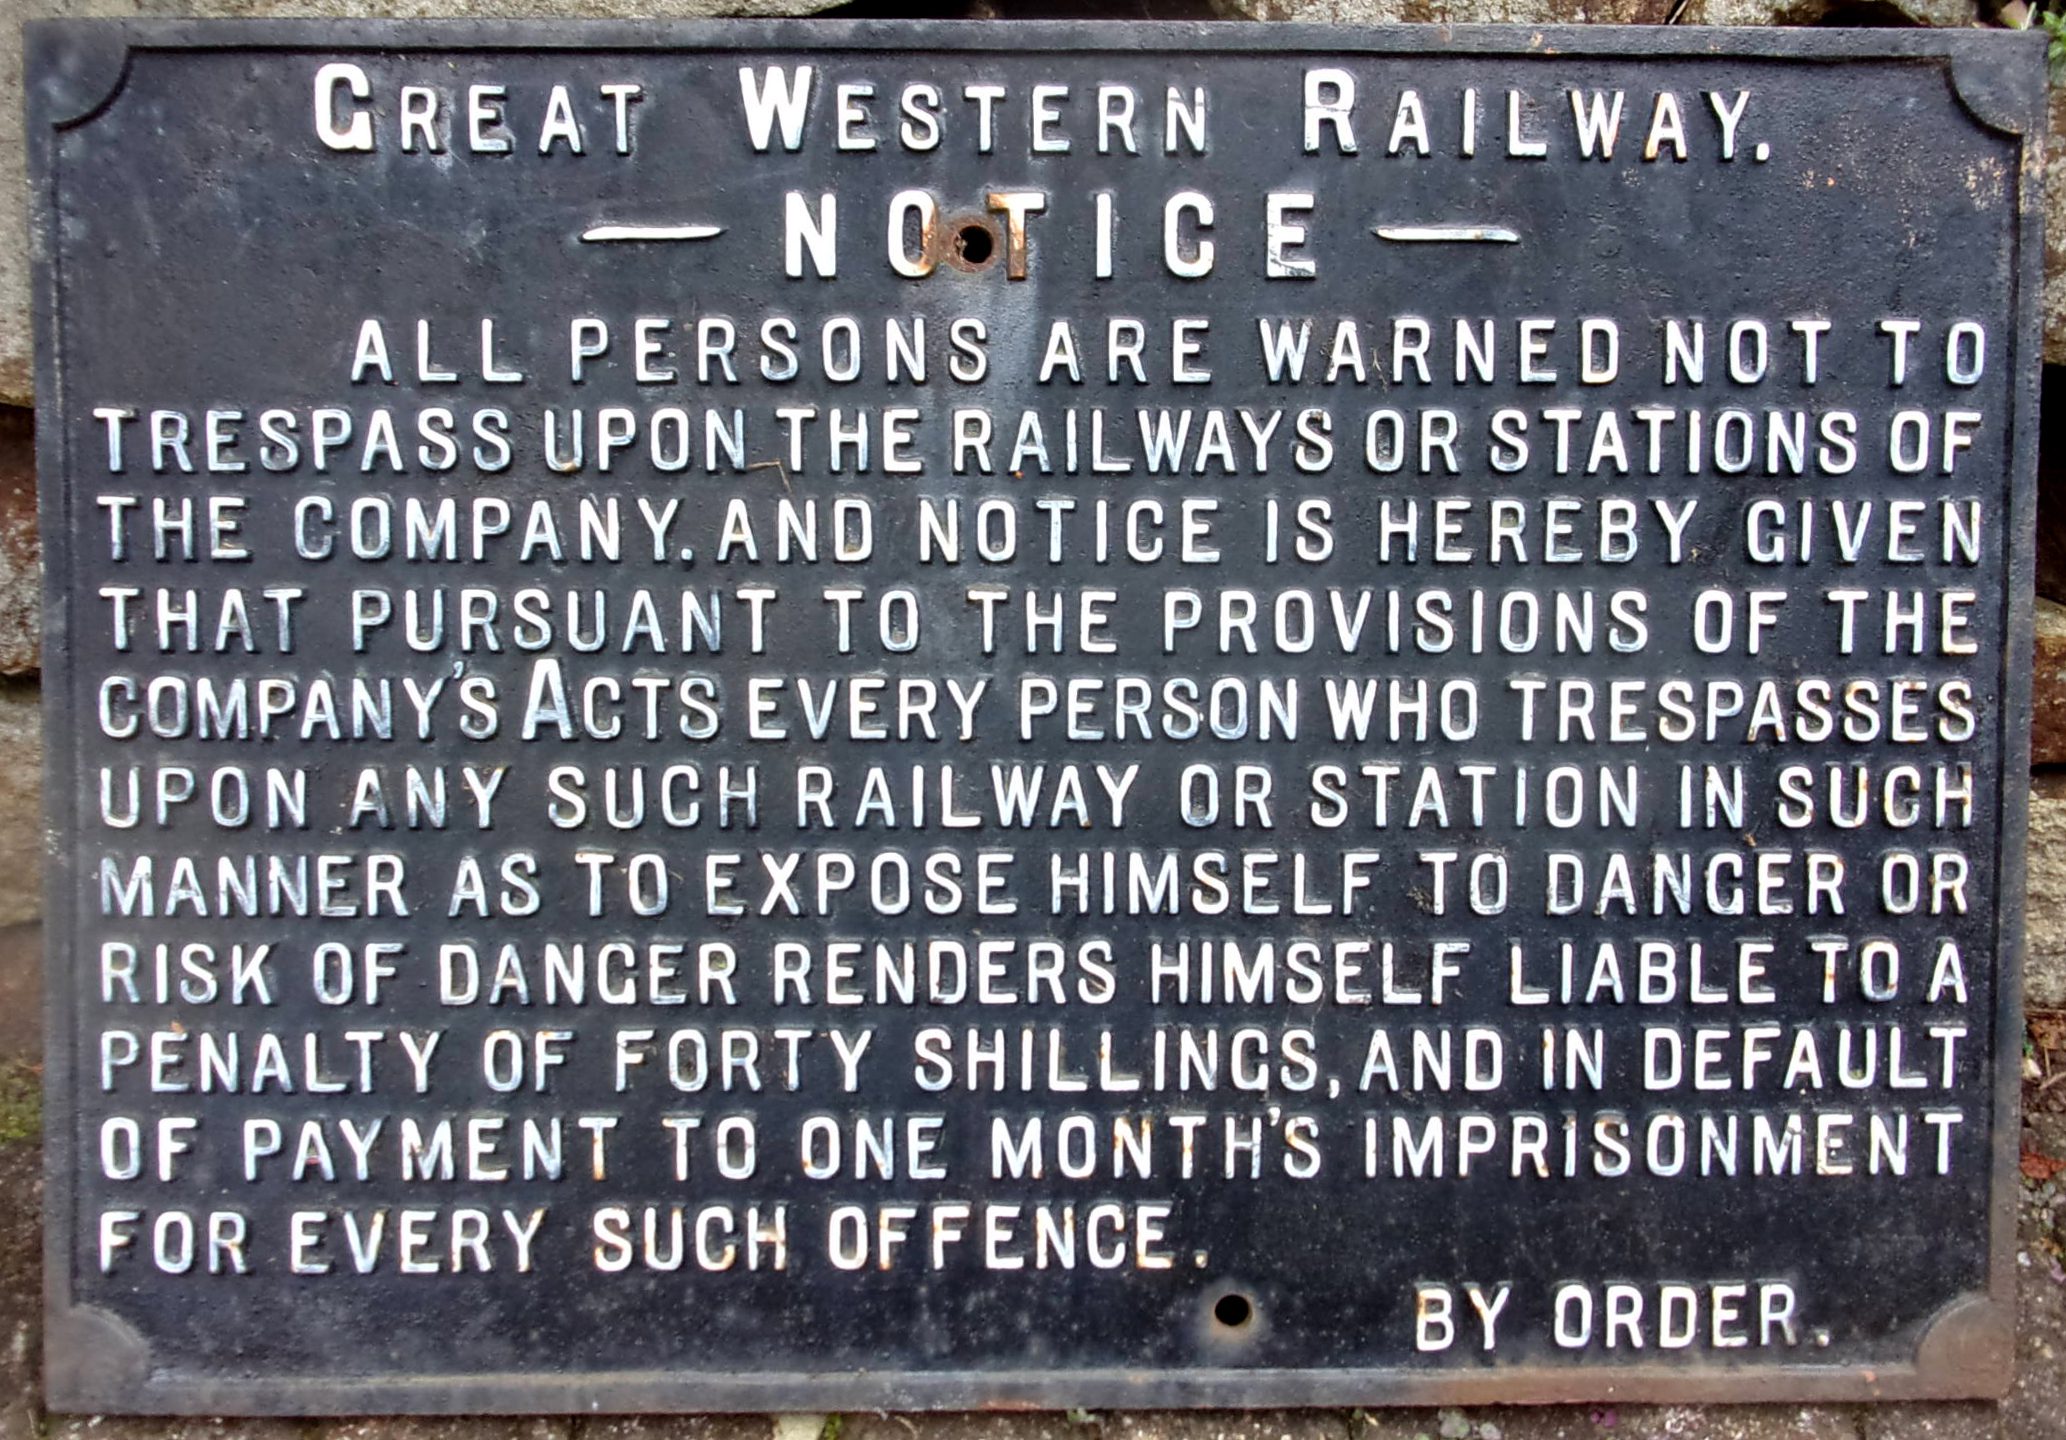 GREAT WESTERN RAILWAY.
— NOTICE —
ALL PERSONS ARE WARNED NOT TO
TRESPASS UPON THE RAILWAYS OR STATIONS OF
THE COMPANY. AND NOTICE IS HEREBY GIVEN
THAT PURSUANT TO THE PROVISIONS OF THE
COMPANY'S ACTS EVERY PERSON WHO TRESPASSES
UPON ANY SUCH RAILWAY OR STATION IN SUCH
MANNER AS TO EXPOSE HIMSELF TO DANGER OR
RISK OF DANGER RENDERS HIMSELF LIABLE TO A
PENALTY OF FORTY SHILLINGS, AND IN DEFAULT
OF PAYMENT TO ONE MONTH'S IMPRISONMENT
FOR EVERY SUCH OFFENCE.
BY ORDER.